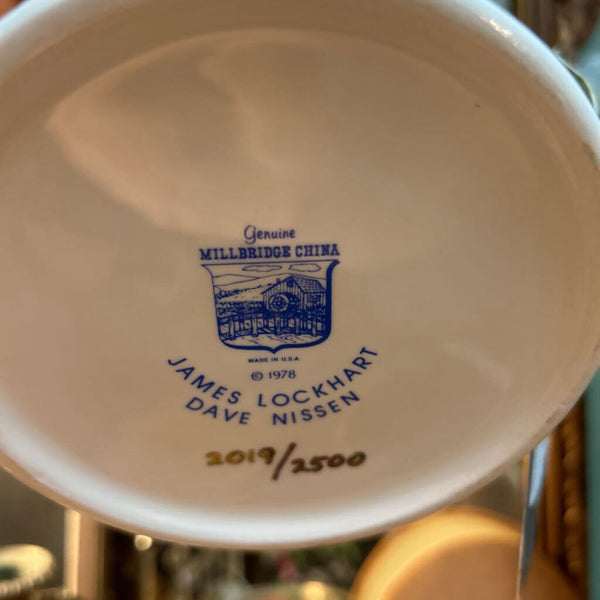 Genuine
MILLBRIDGE CHINA
MADE IN U.S.A
© 1978
JAMES LOCKHART
DAVE NISSEN
2019/2500